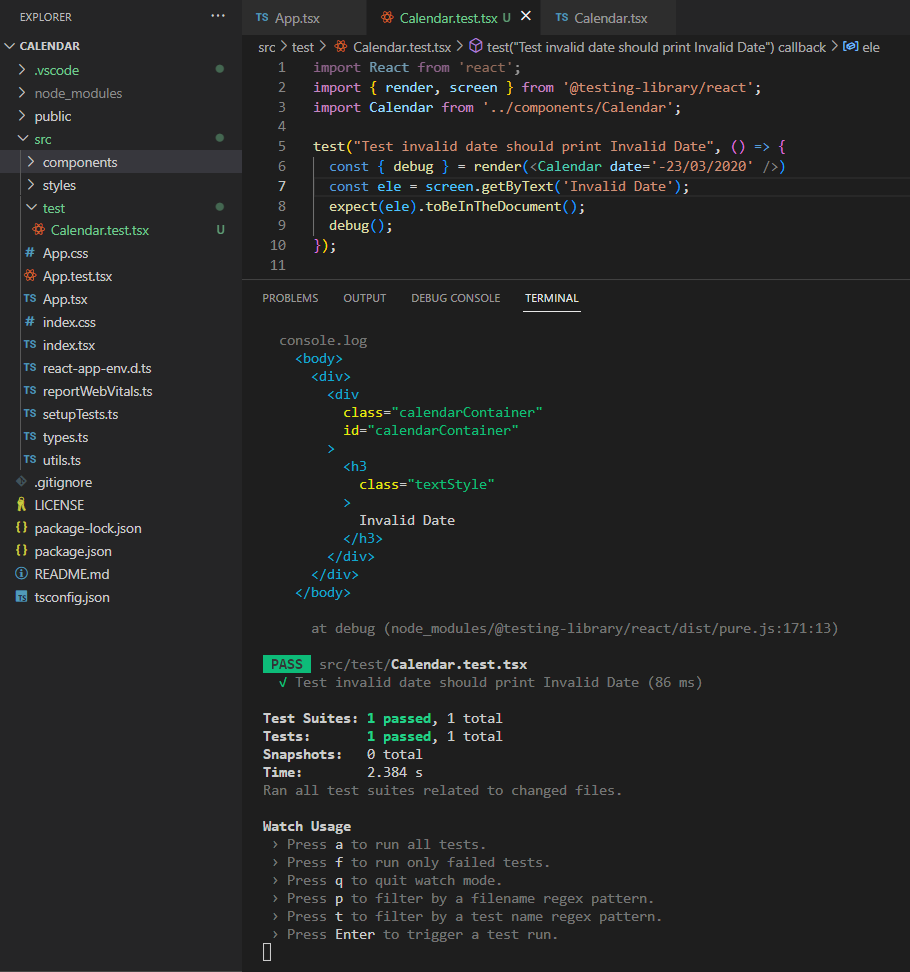 EXPLORER ···
CALENDAR
.vscode
node_modules
public
src
components
styles
test
Calendar.test.tsx U
# App.css
App.test.tsx
TS App.tsx
# index.css
TS index.tsx
TS react-app-env.d.ts
TS reportWebVitals.ts
TS setupTests.ts
TS types.ts
TS utils.ts
.gitignore
LICENSE
{} package-lock.json
{} package.json
README.md
TS tsconfig.json
TS App.tsx Calendar.test.tsx U × TS Calendar.tsx
src > test > Calendar.test.tsx > test("Test invalid date should print Invalid Date") callback > ele
1 import React from 'react';
2 import { render, screen } from '@testing-library/react';
3 import Calendar from '../components/Calendar';
4
5 test("Test invalid date should print Invalid Date", () => {
6 const { debug } = render(<Calendar date='-23/03/2020' />)
7 const ele = screen.getByText('Invalid Date');
8 expect(ele).toBeInTheDocument();
9 debug();
10 });
11
PROBLEMS OUTPUT DEBUG CONSOLE TERMINAL
console.log
<body>
<div>
<div
class="calendarContainer"
id="calendarContainer"
>
<h3
class="textStyle"
>
Invalid Date
</h3>
</div>
</div>
</body>
at debug (node_modules/@testing-library/react/dist/pure.js:171:13)
PASS src/test/Calendar.test.tsx
√ Test invalid date should print Invalid Date (86 ms)
Test Suites: 1 passed, 1 total
Tests: 1 passed, 1 total
Snapshots: 0 total
Time: 2.384 s
Ran all test suites related to changed files.
Watch Usage
› Press a to run all tests.
› Press f to run only failed tests.
› Press q to quit watch mode.
› Press p to filter by a filename regex pattern.
› Press t to filter by a test name regex pattern.
› Press Enter to trigger a test run.